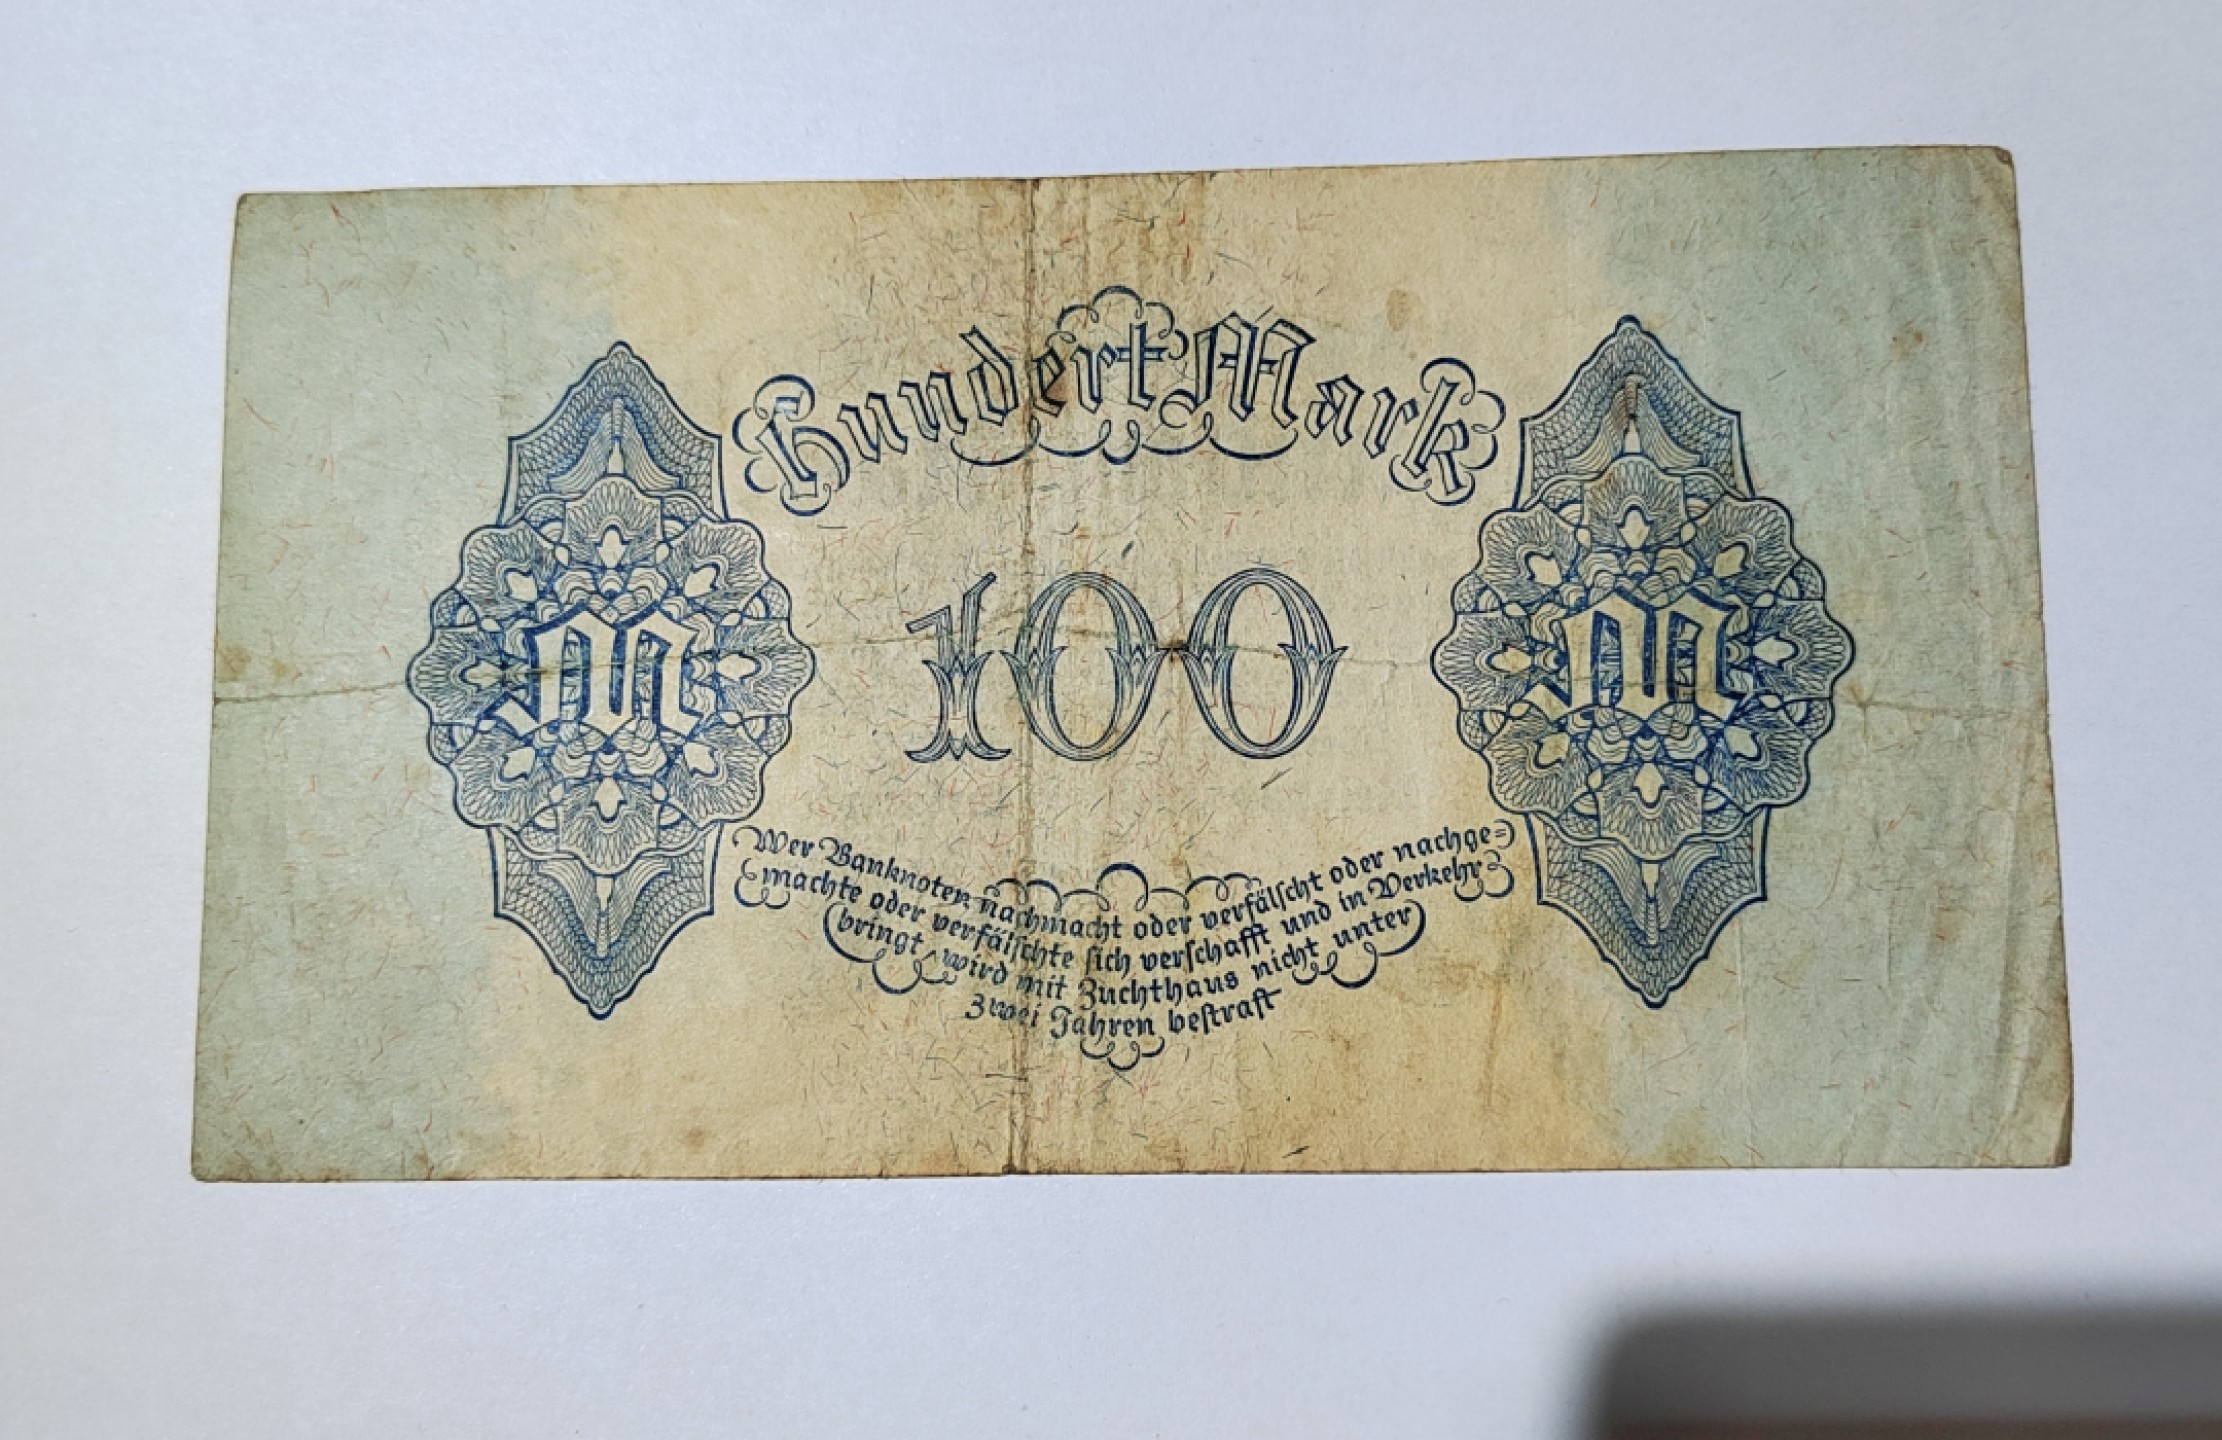 Hundert Mark
M
100
M
Wer Banknoten nachmacht oder verfälscht oder nachge=
machte oder verfälschte sich verschafft und in Verkehr
bringt, wird mit Zuchthaus nicht unter
zwei Jahren bestraft